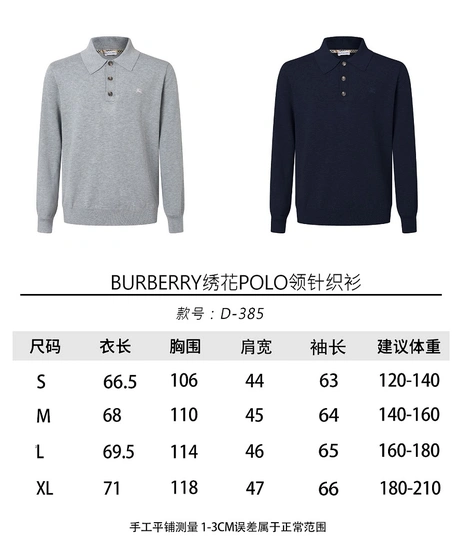 BURBERRY绣花POLO领针织衫
款号：D-385
尺码 衣长 胸围 肩宽 袖长 建议体重
S 66.5 106 44 63 120-140
M 68 110 45 64 140-160
L 69.5 114 46 65 160-180
XL 71 118 47 66 180-210
手工平铺测量 1-3CM误差属于正常范围